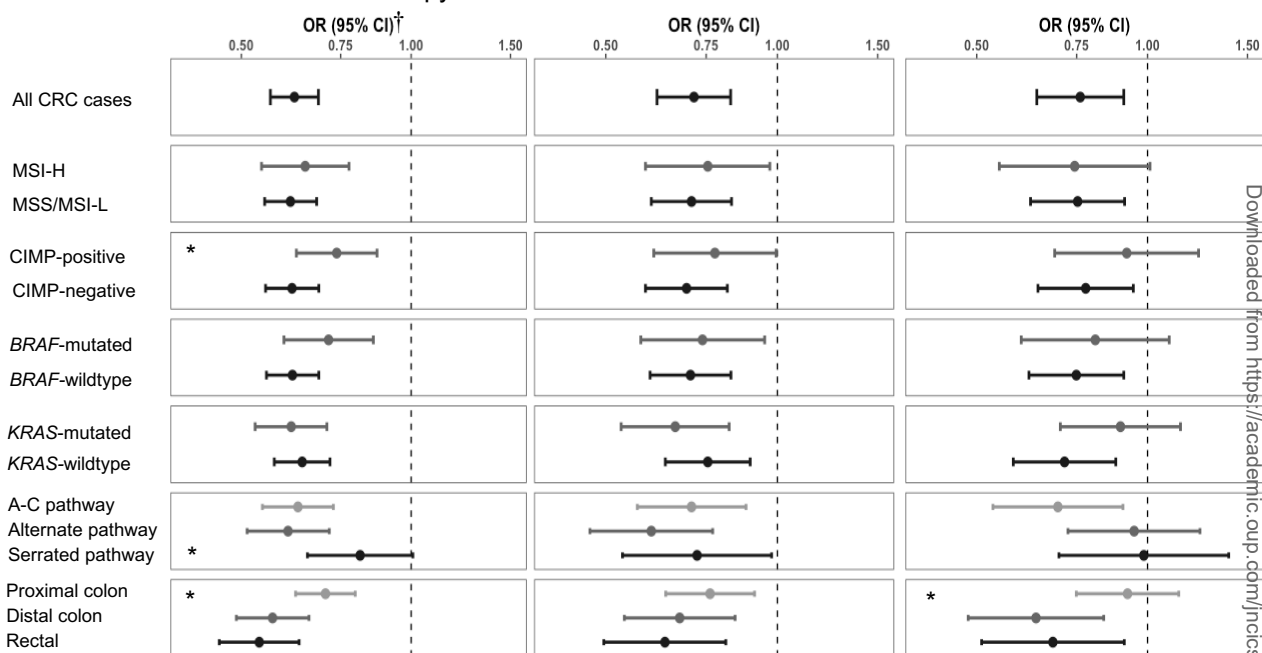 py
OR (95% CI)† OR (95% CI) OR (95% CI)
0.50 0.75 1.00 1.50 0.50 0.75 1.00 1.50 0.50 0.75 1.00 1.50
All CRC cases
MSI-H
MSS/MSI-L
CIMP-positive *
CIMP-negative
BRAF-mutated
BRAF-wildtype
KRAS-mutated
KRAS-wildtype
A-C pathway
Alternate pathway
Serrated pathway *
Proximal colon * *
Distal colon
Rectal
Downloaded from https://academic.oup.com/jncics